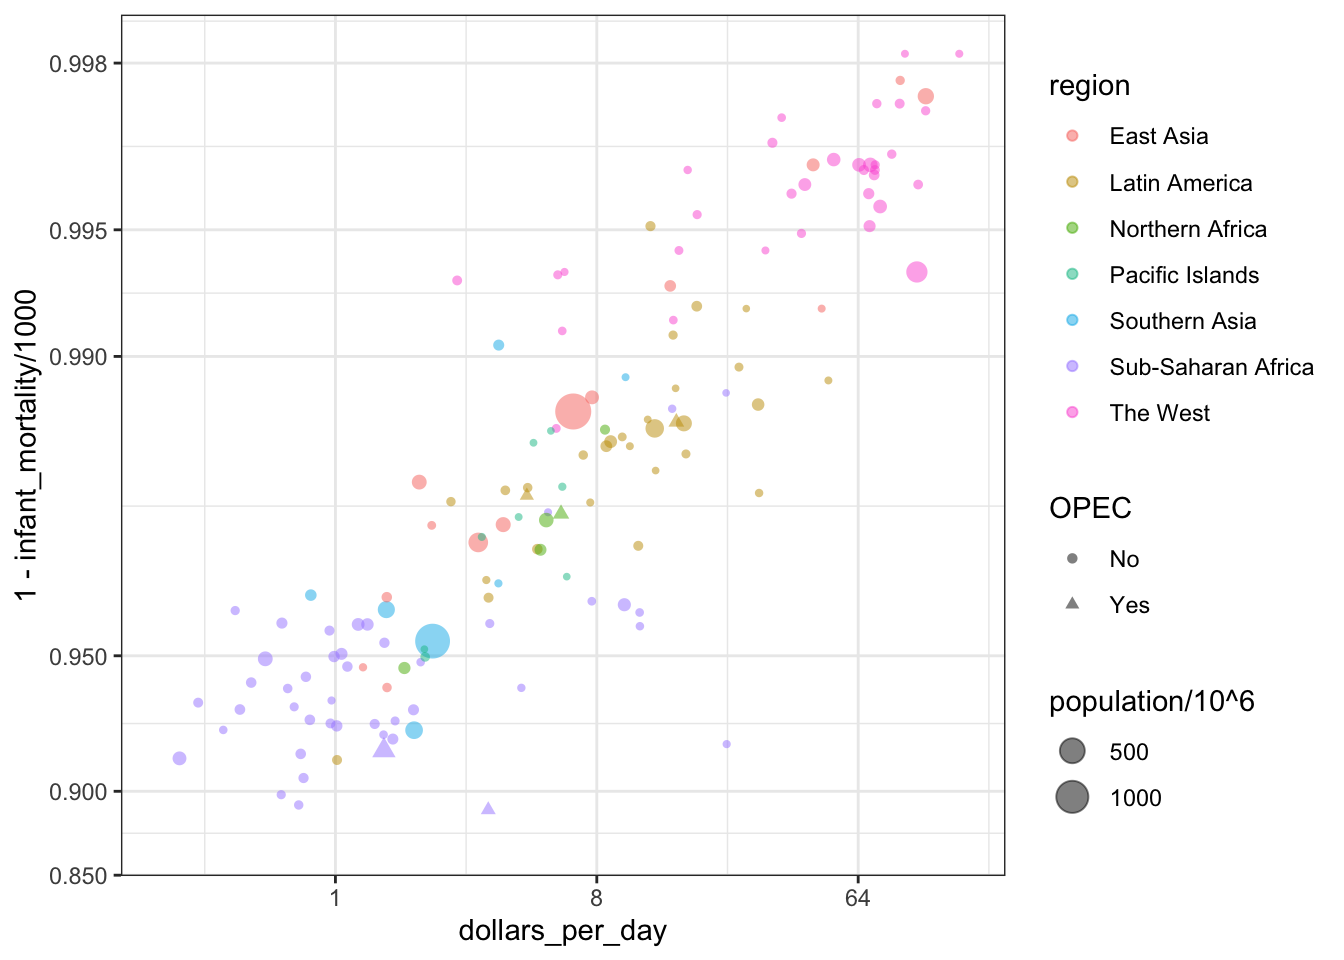 0.998
0.995
0.990
0.950
0.900
0.850
1 - infant_mortality/1000
1
8
64
dollars_per_day
region
East Asia
Latin America
Northern Africa
Pacific Islands
Southern Asia
Sub-Saharan Africa
The West
OPEC
No
Yes
population/10^6
500
1000